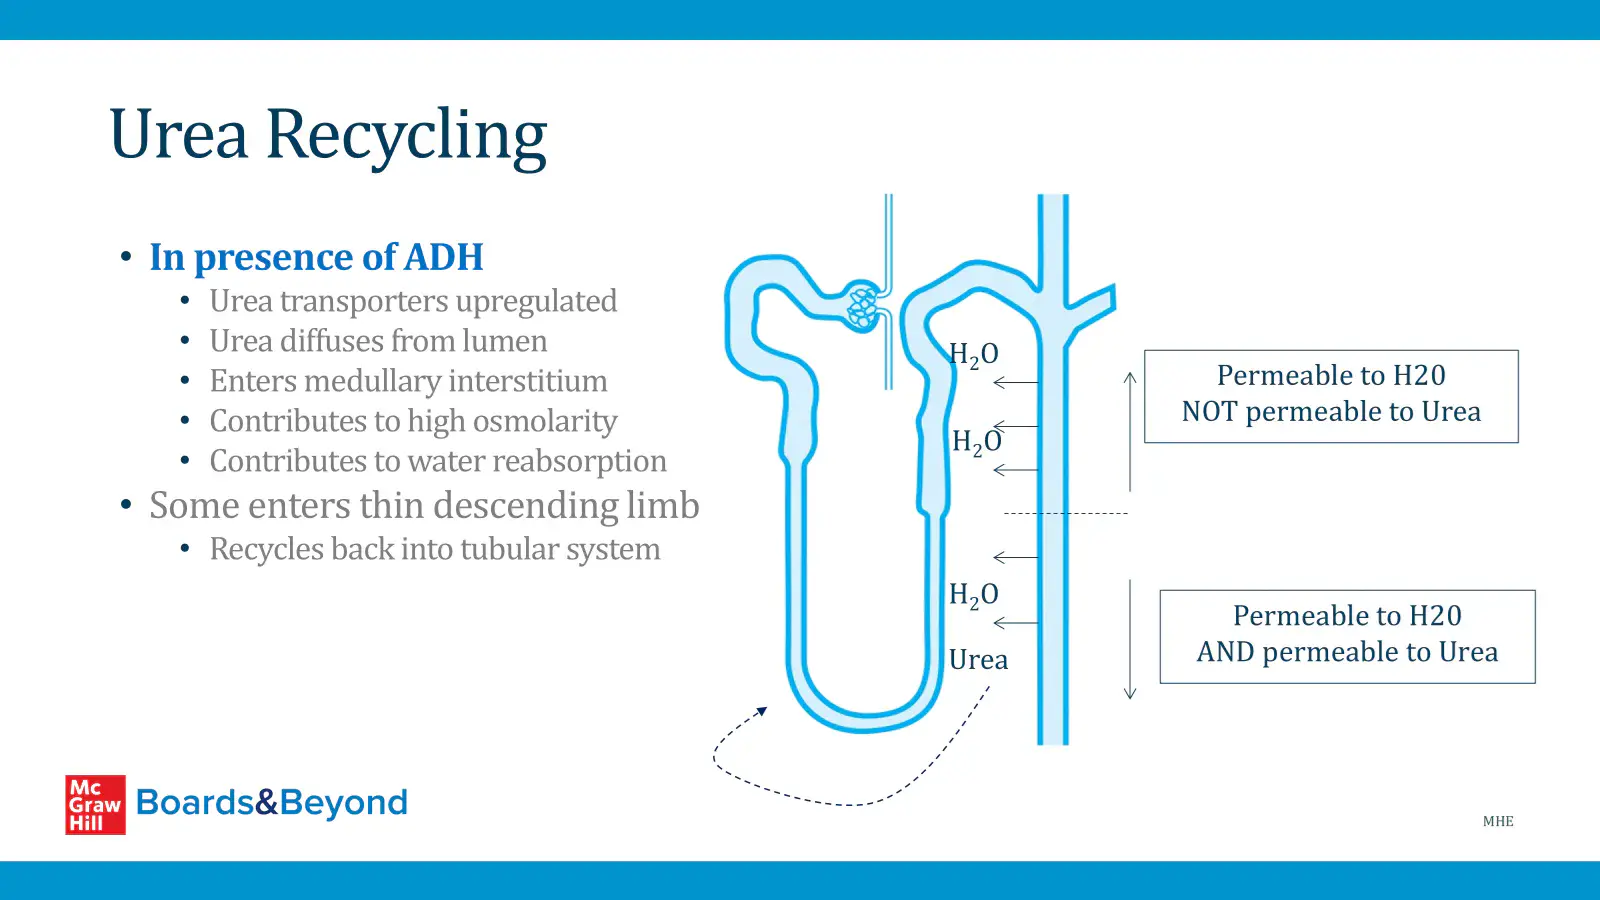 Urea Recycling
• In presence of ADH
• Urea transporters upregulated
• Urea diffuses from lumen
• Enters medullary interstitium
• Contributes to high osmolarity
• Contributes to water reabsorption
• Some enters thin descending limb
• Recycles back into tubular system
H₂O
H₂O
H₂O
Urea
Permeable to H20
NOT permeable to Urea
Permeable to H20
AND permeable to Urea
Mc
Graw
Hill
Boards&Beyond
MHE